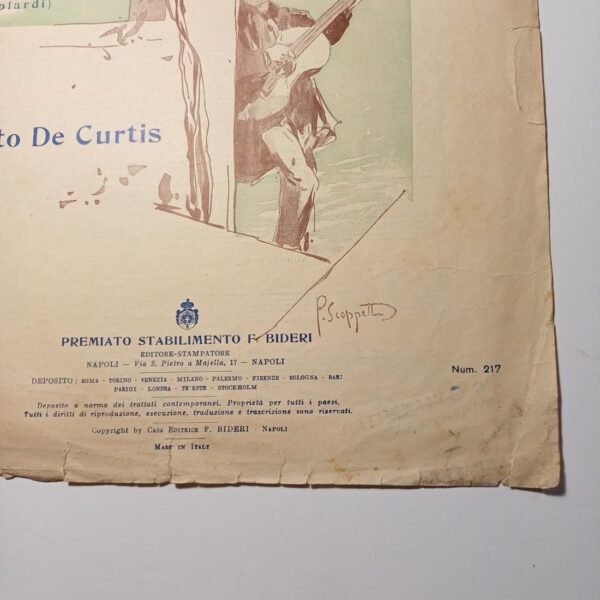 olardi)
to De Curtis
P. Scoppetta
PREMIATO STABILIMENTO F. BIDERI
EDITORE-STAMPATORE
NAPOLI — Via S. Pietro a Majella, 17 — NAPOLI
DEPOSITO: ROMA - TORINO - VENEZIA - MILANO - PALERMO - FIRENZE - BOLOGNA - BARI
PARIGI - LONDRA - TRIESTE - STOCKHOLM
Num. 217
Deposto a norma dei trattati contemporanei. Proprietà per tutti i paesi.
Tutti i diritti di riproduzione, esecuzione, traduzione e trascrizione sono riservati.
Copyright by CASA EDITRICE F. BIDERI - NAPOLI
MADE IN ITALY